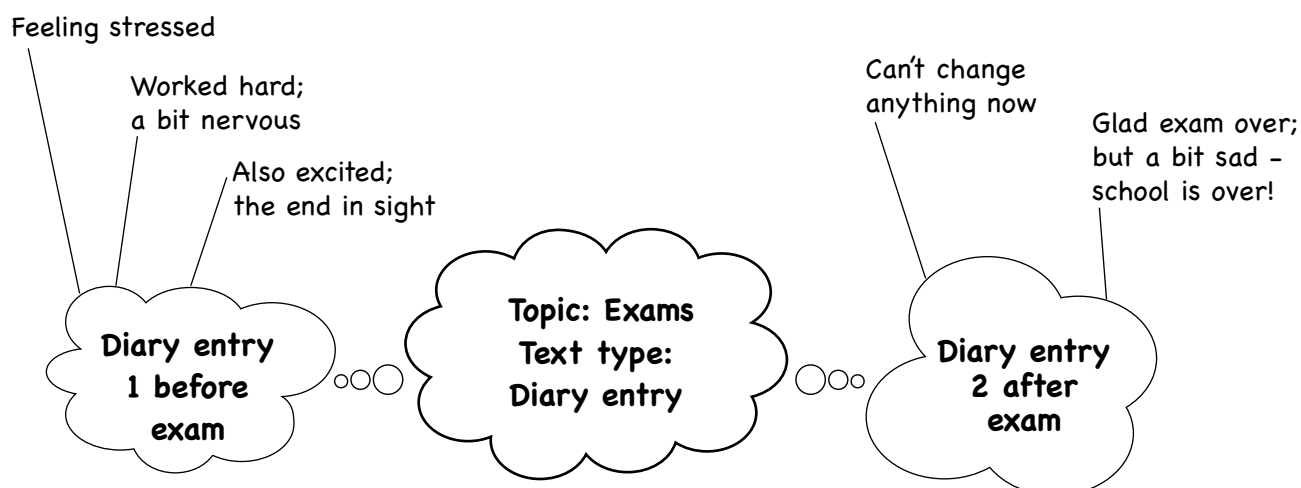 Feeling stressed
Worked hard;
a bit nervous
Also excited;
the end in sight
Diary entry
1 before
exam
Topic: Exams
Text type:
Diary entry
Can't change
anything now
Glad exam over;
but a bit sad –
school is over!
Diary entry
2 after
exam